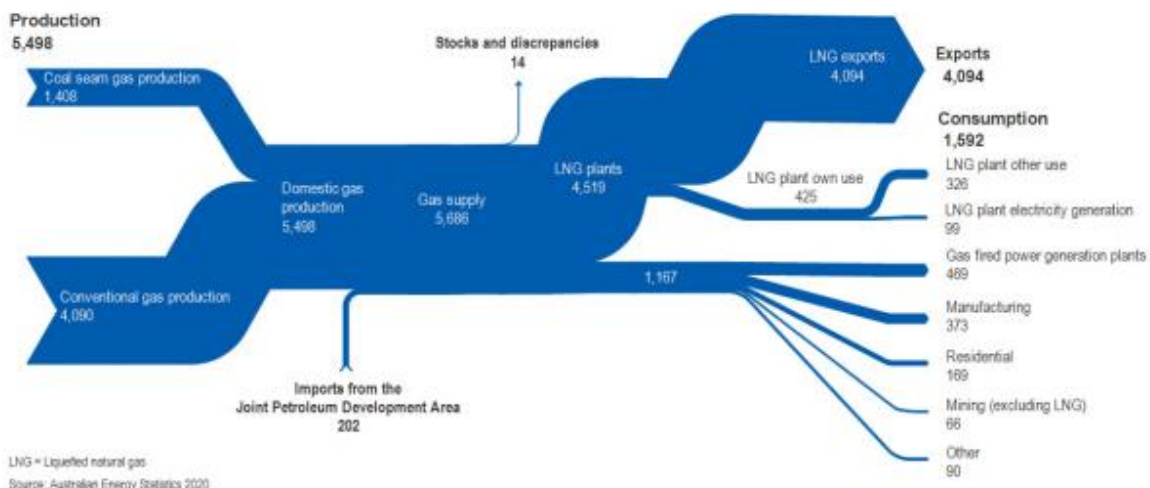 Production
5,498
Coal seam gas production
1,408
Stocks and discrepancies
14
LNG exports
4,094
Exports
4,094
Consumption
1,592
LNG plants
4,519
LNG plant own use
425
LNG plant other use
326
LNG plant electricity generation
99
Domestic gas
production
5,498
Gas supply
5,686
Gas fired power generation plants
469
1,167
Conventional gas production
4,090
Manufacturing
373
Residential
169
Imports from the
Joint Petroleum Development Area
202
Mining (excluding LNG)
66
Other
90
LNG = Liquefied natural gas
Source: Australian Energy Statistics 2020